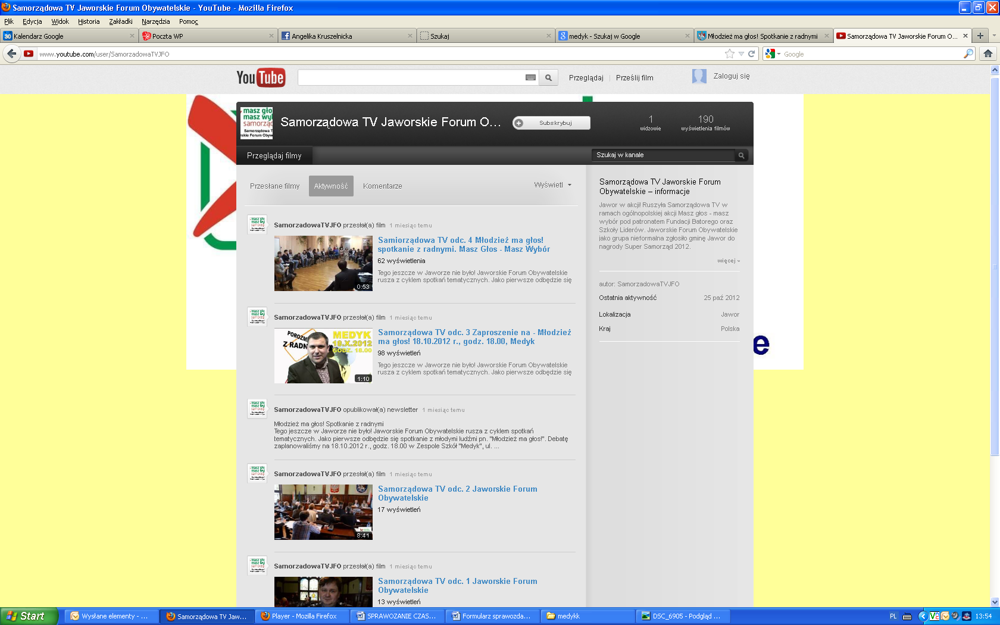 Samorządowa TV Jaworskie Forum Obywatelskie - YouTube - Mozilla Firefox
Plik Edycja Widok Historia Zakładki Narzędzia Pomoc
30 Kalendarz Google
Poczta WP
Angelika Kruszelnicka
Szukaj
medyk - Szukaj w Google
Młodzież ma głos! Spotkanie z radnymi
Samorządowa TV Jaworskie Forum O...
www.youtube.com/user/SamorzadowaTVJFO
Google
YouTube
Przeglądaj
Prześlij film
Zaloguj się
masz gło
masz wyl
samorząc
Samorządowa T
rskie Forum Obyw
Samorządowa TV Jaworskie Forum O...
Subskrybuj
1
widzowie
190
wyświetlenia filmów
Przeglądaj filmy
Szukaj w kanale
Przesłane filmy
Aktywność
Komentarze
Wyświetl
SamorzadowaTVJFO przesłał(a) film 1 miesiąc temu
0:53
Samiorządowa TV odc. 4 Młodzież ma głos!
spotkanie z radnymi. Masz Głos - Masz Wybór
62 wyświetlenia
Tego jeszcze w Jaworze nie było! Jaworskie Forum Obywatelskie
rusza z cyklem spotkań tematycznych. Jako pierwsze odbędzie się
SamorzadowaTVJFO przesłał(a) film 1 miesiąc temu
POROZM
Z RADN
MEDYK
18.X.2012
GODZ. 18.00
1:10
Samorządowa TV odc. 3 Zaproszenie na - Młodzież
ma głos! 18.10.2012 r., godz. 18.00, Medyk
98 wyświetleń
Tego jeszcze w Jaworze nie było! Jaworskie Forum Obywatelskie
rusza z cyklem spotkań tematycznych. Jako pierwsze odbędzie się
SamorzadowaTVJFO opublikował(a) newsletter 1 miesiąc temu
Młodzież ma głos! Spotkanie z radnymi
Tego jeszcze w Jaworze nie było! Jaworskie Forum Obywatelskie rusza z cyklem spotkań
tematycznych. Jako pierwsze odbędzie się spotkanie z młodymi ludźmi pn. "Młodzież ma głos!". Debatę
zaplanowaliśmy na 18.10.2012 r., godz. 18.00 w Zespole Szkół "Medyk", ul. ...
SamorzadowaTVJFO przesłał(a) film 1 miesiąc temu
8:41
Samorządowa TV odc. 2 Jaworskie Forum
Obywatelskie
17 wyświetleń
SamorzadowaTVJFO przesłał(a) film 1 miesiąc temu
Samorządowa TV odc. 1 Jaworskie Forum
Obywatelskie
13 wyświetleń
Samorządowa TV Jaworskie Forum
Obywatelskie – informacje
Jawor w akcji! Ruszyła Samorządowa TV w
ramach ogólnopolskiej akcji Masz głos - masz
wybór pod patronatem Fundacji Batorego oraz
Szkoły Liderów. Jaworskie Forum Obywatelskie
jako grupa nieformalna zgłosiło gminę Jawor do
nagrody Super Samorząd 2012.
więcej
autor: SamorzadowaTVJFO
Ostatnia aktywność 25 paź 2012
Lokalizacja Jawor
Kraj Polska
e
Start
Wysłane elementy - ...
Samorządowa TV Jaw...
Player - Mozilla Firefox
SPRAWOZANIE CZAS...
Formularz sprawozda...
medykk
DSC_6905 - Podgląd ...
PL
13:54